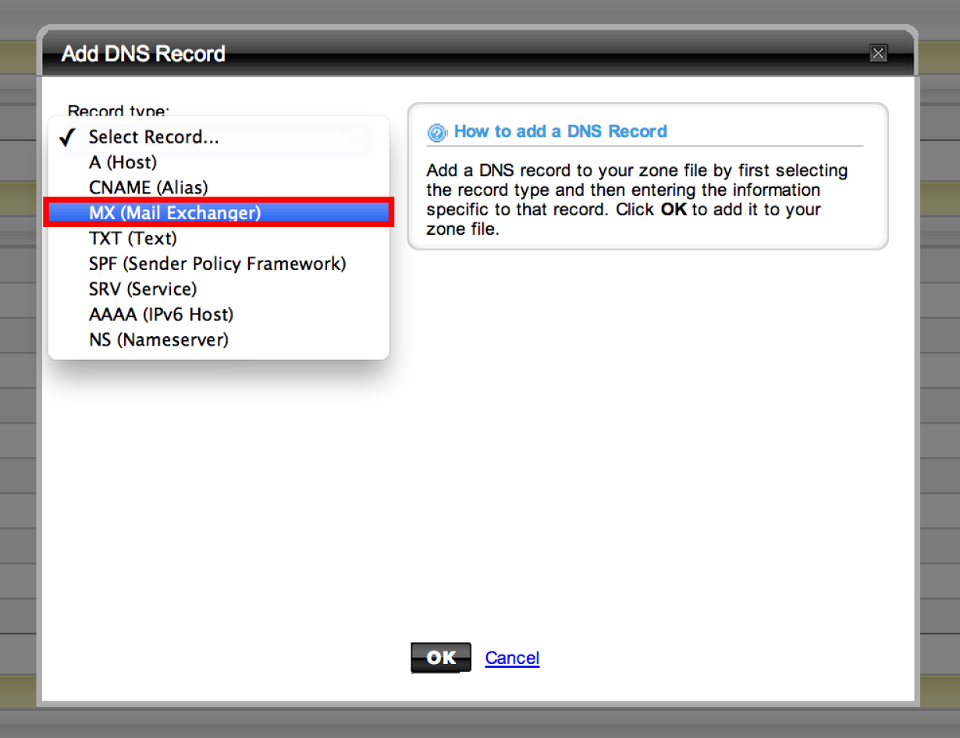 Add DNS Record
Record type:
Select Record...
A (Host)
CNAME (Alias)
MX (Mail Exchanger)
TXT (Text)
SPF (Sender Policy Framework)
SRV (Service)
AAAA (IPv6 Host)
NS (Nameserver)
How to add a DNS Record
Add a DNS record to your zone file by first selecting
the record type and then entering the information
specific to that record. Click OK to add it to your
zone file.
OK Cancel